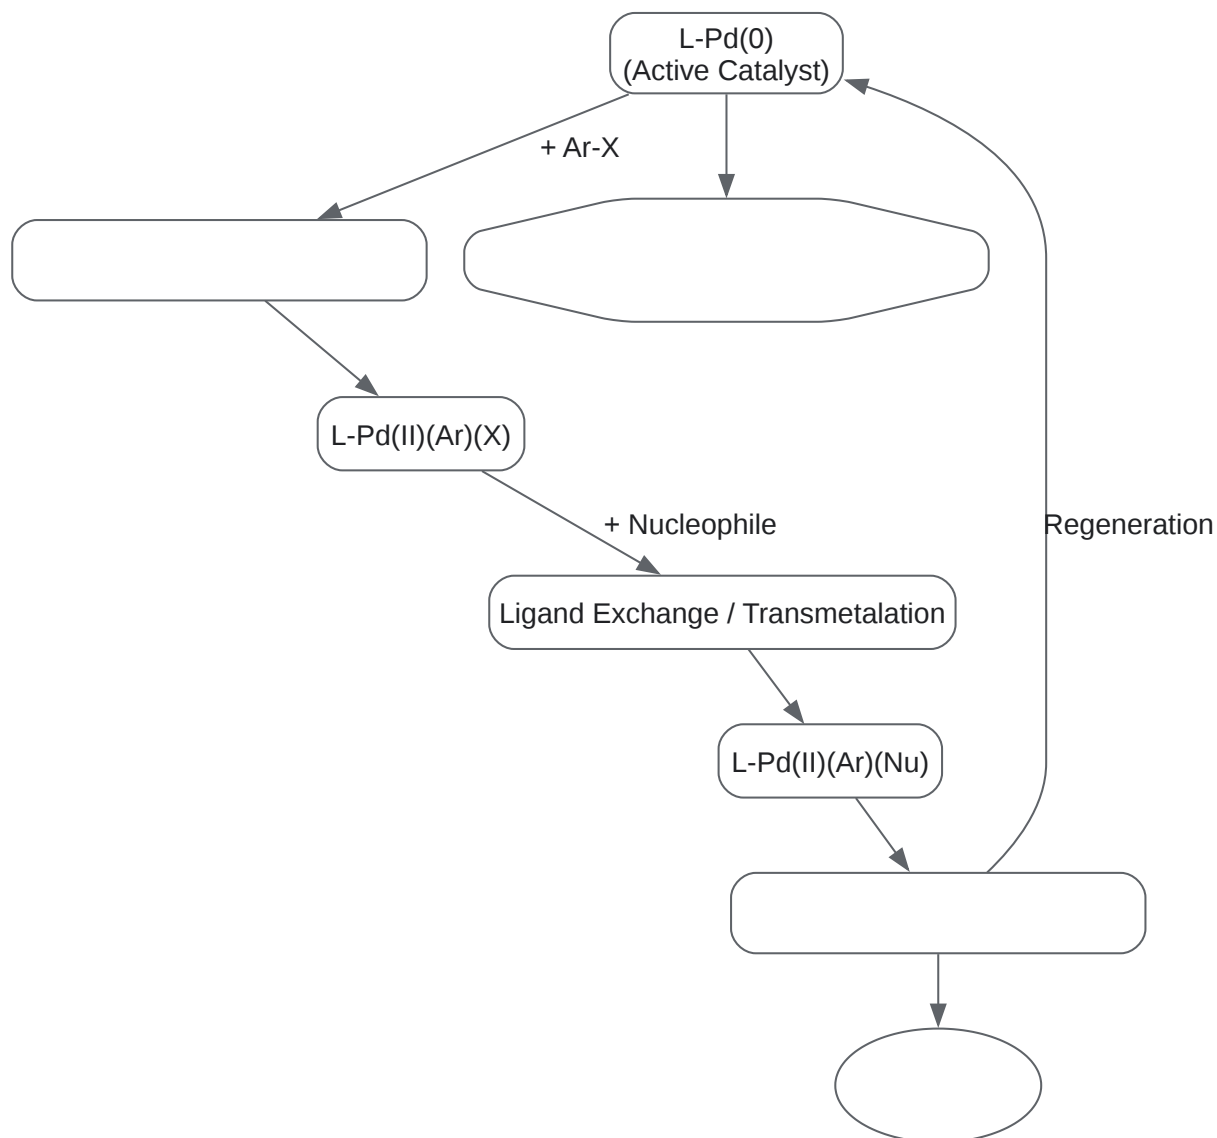 L-Pd(0)
(Active Catalyst)
+ Ar-X
L-Pd(II)(Ar)(X)
+ Nucleophile
Regeneration
Ligand Exchange / Transmetalation
L-Pd(II)(Ar)(Nu)